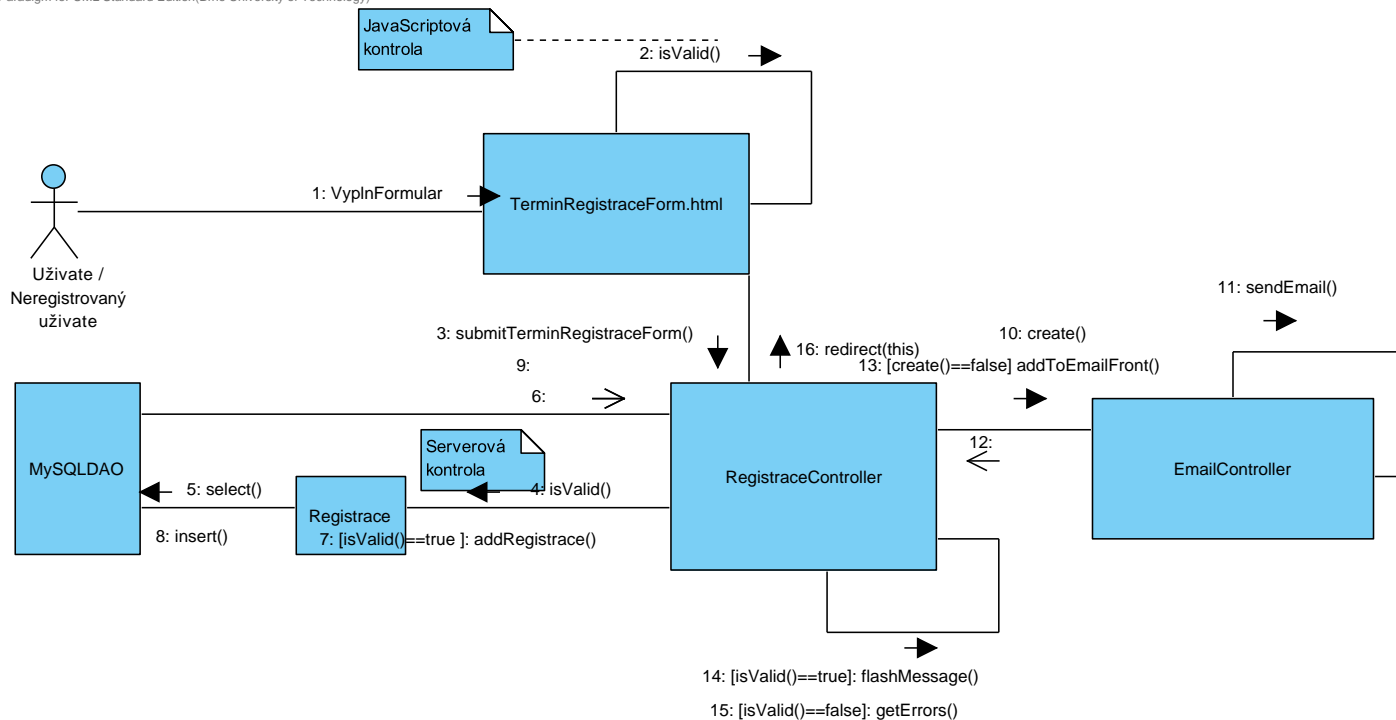 JavaScriptová
kontrola
2: isValid()
1: VyplnFormular
TerminRegistraceForm.html
Uživate /
Neregistrovaný
uživate
11: sendEmail()
3: submitTerminRegistraceForm()
10: create()
16: redirect(this)
13: [create()==false] addToEmailFront()
9:
6:
Serverová
kontrola
12:
MySQLDAO
RegistraceController
EmailController
5: select()
4: isValid()
Registrace
8: insert()
7: [isValid()==true ]: addRegistrace()
14: [isValid()==true]: flashMessage()
15: [isValid()==false]: getErrors()